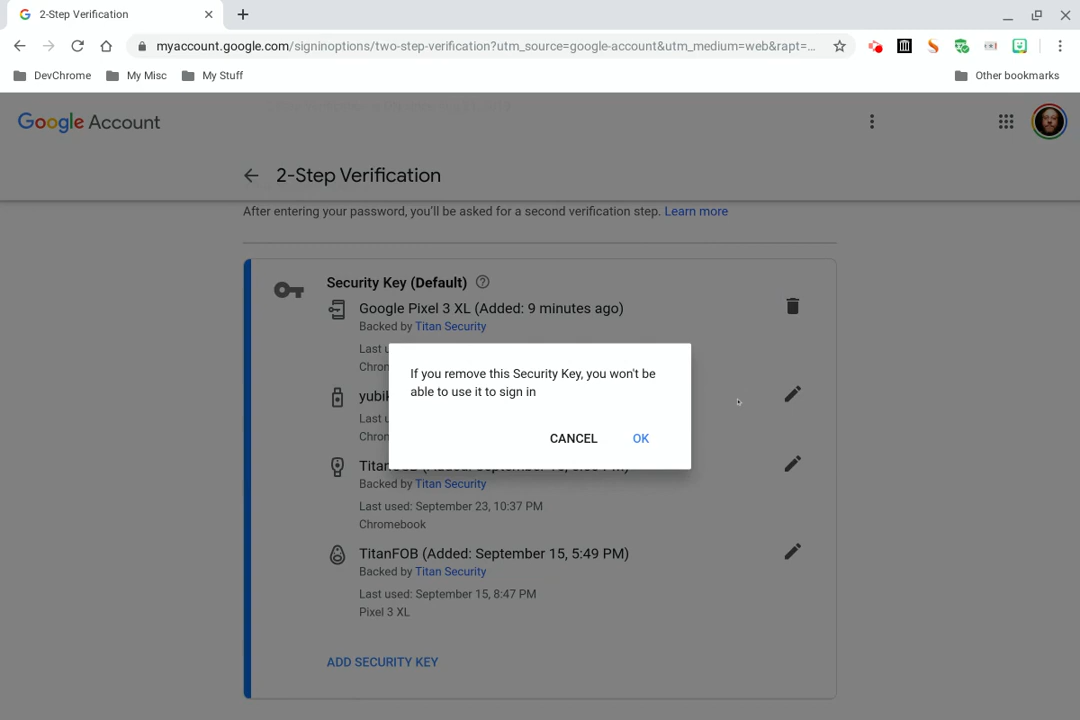 2-Step Verification
myaccount.google.com/signinoptions/two-step-verification?utm_source=google-account&utm_medium=web&rapt=...
DevChrome
My Misc
My Stuff
Other bookmarks
Google Account
2-Step Verification
After entering your password, you'll be asked for a second verification step. Learn more
Security Key (Default)
Google Pixel 3 XL (Added: 9 minutes ago)
Backed by Titan Security
Last u
Chron
If you remove this Security Key, you won't be
able to use it to sign in
CANCEL OK
yubik
Last u
Chron
Backed by Titan Security
Last used: September 23, 10:37 PM
Chromebook
TitanFOB (Added: September 15, 5:49 PM)
Backed by Titan Security
Last used: September 15, 8:47 PM
Pixel 3 XL
ADD SECURITY KEY